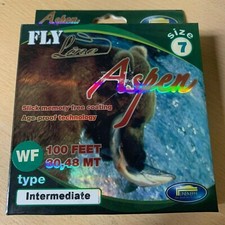 FLY
Line
size
7
Aspen
Slick memory free coating
Age-proof technology
WF
100 FEET
30,48 MT
type
Intermediate